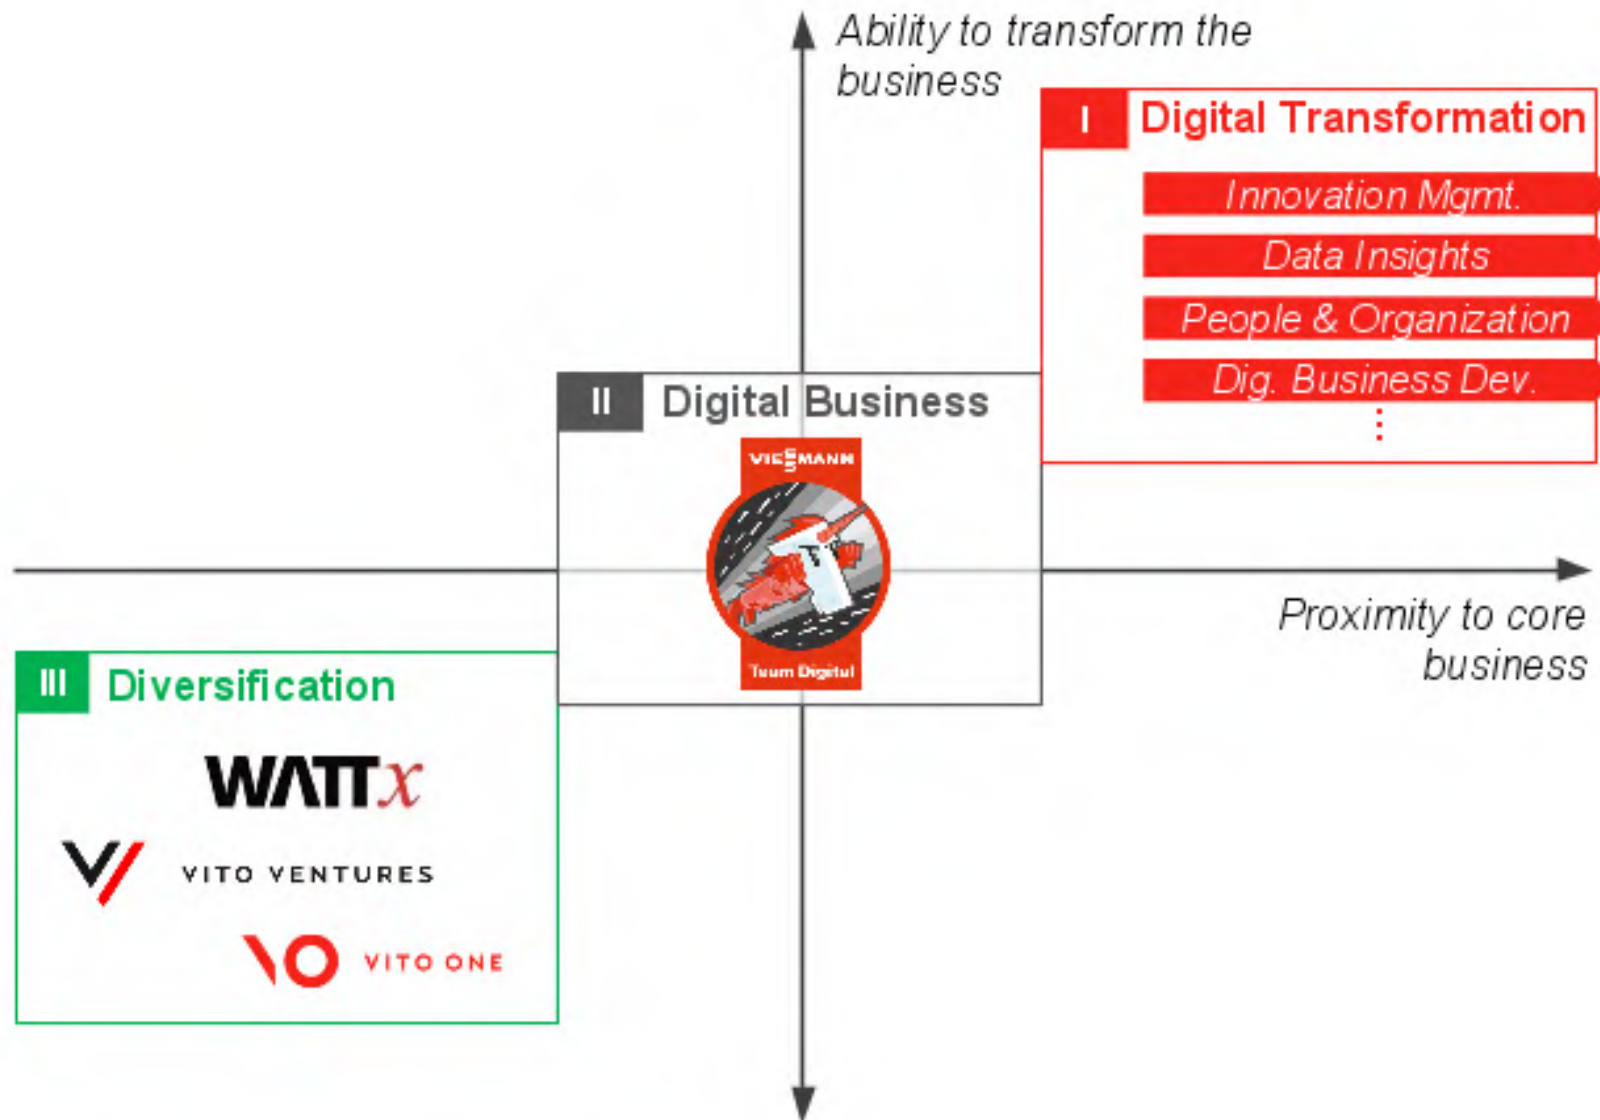 Ability to transform the
business
I
Digital Transformation
Innovation Mgmt.
Data Insights
People & Organization
Dig. Business Dev.
II
Digital Business
VIESMANN
Team Digital
Proximity to core
business
III
Diversification
WATTx
VITO VENTURES
VITO ONE